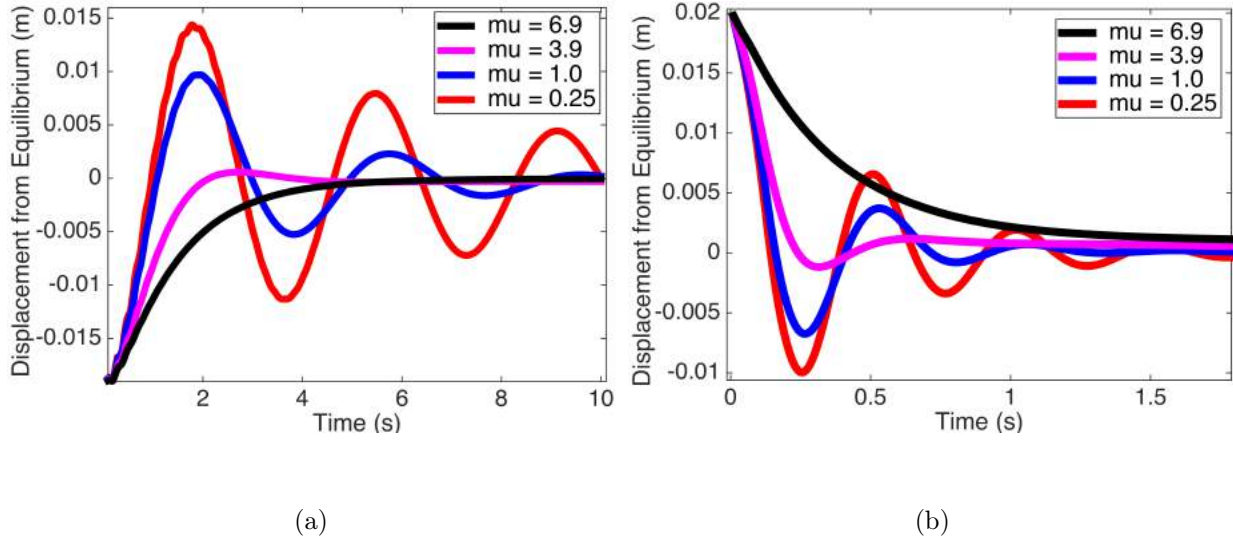 Displacement from Equilibrium (m)
0.015
0.01
0.005
0
-0.005
-0.01
-0.015
mu = 6.9
mu = 3.9
mu = 1.0
mu = 0.25
2
4
6
8
10
Time (s)
(a)
Displacement from Equilibrium (m)
0.02
0.015
0.01
0.005
0
-0.005
-0.01
mu = 6.9
mu = 3.9
mu = 1.0
mu = 0.25
0
0.5
1
1.5
Time (s)
(b)